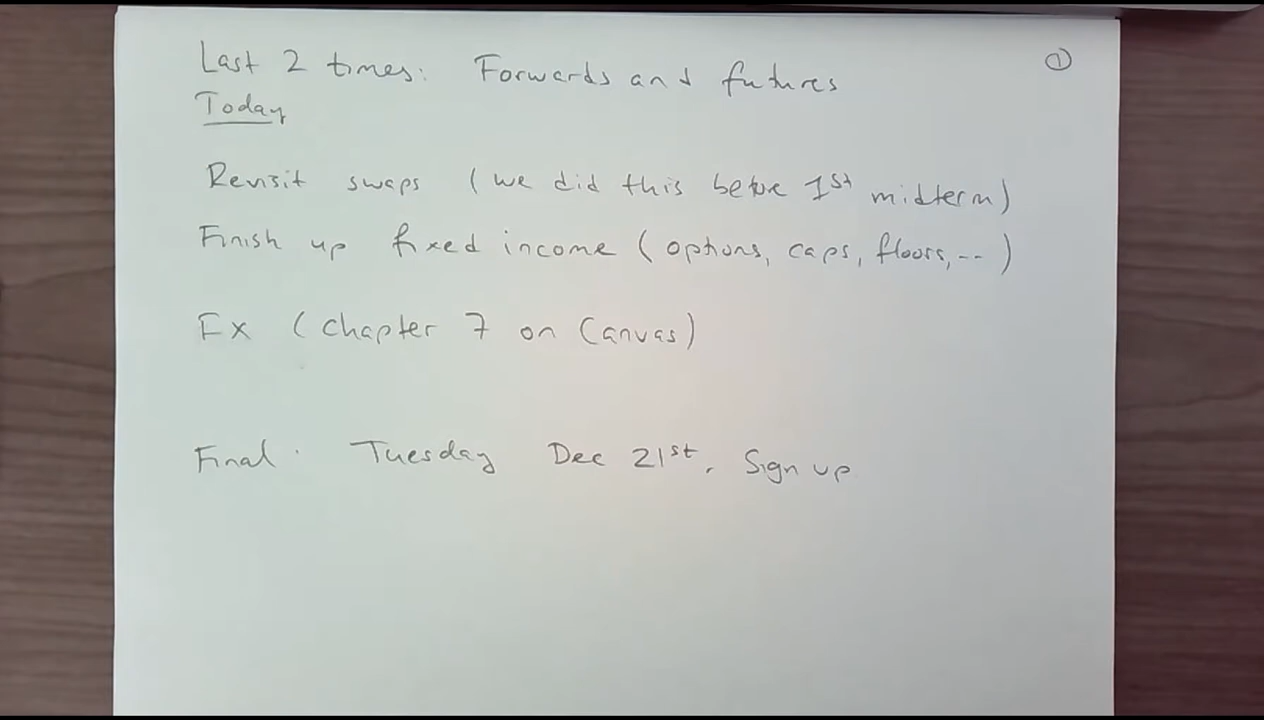 Last 2 times: Forwards and futures
①
Today
Revisit swaps (we did this before 1st midterm)
Finish up fixed income (options, caps, floors, -- )
FX (chapter 7 on Canvas)
Final: Tuesday Dec 21st. Sign up